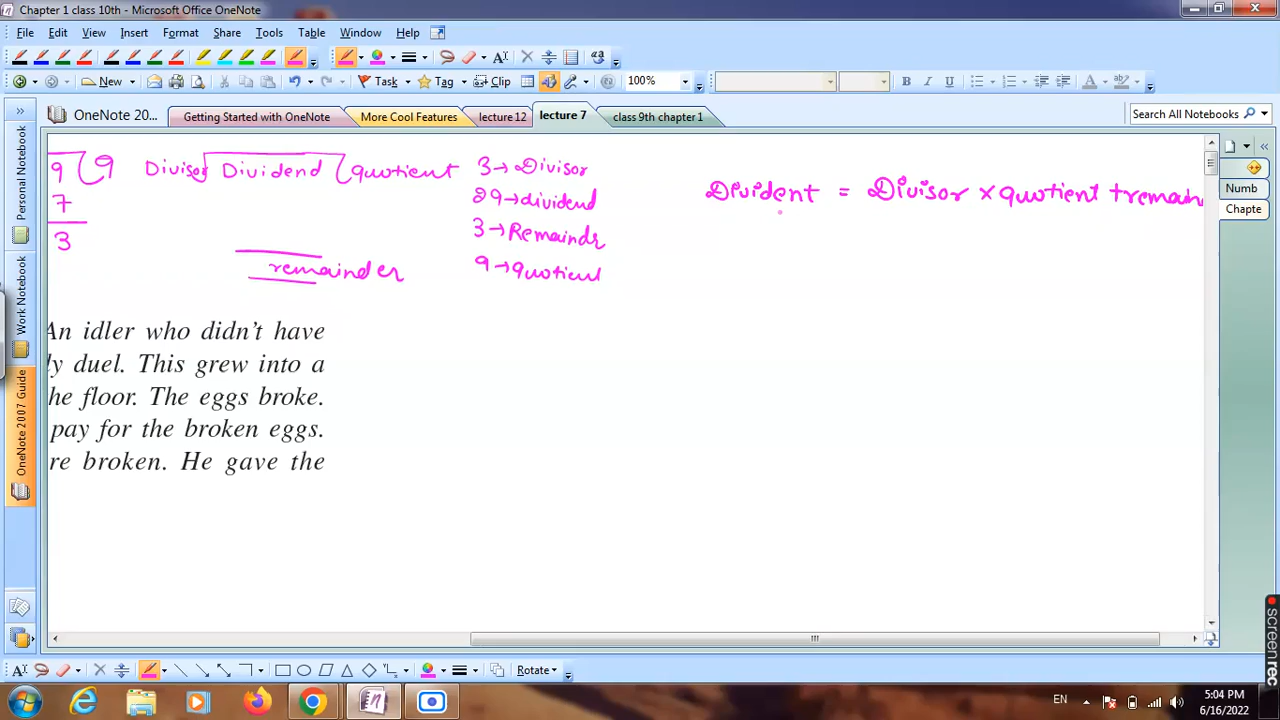 Chapter 1 class 10th - Microsoft Office OneNote
File Edit View Insert Format Share Tools Table Window Help
New Task Tag Clip 100% B I U
OneNote 20... Getting Started with OneNote More Cool Features lecture 12 lecture 7 class 9th chapter 1 Search All Notebooks
Personal Notebook
Work Notebook
OneNote 2007 Guide
Numb
Chapte
9 9 Divisor Dividend quotient 3→Divisor
7 29→dividend Divident = Divisor × quotient +remain
3 3→Remaindr
remainder 9→quotient
An idler who didn't have
ly duel. This grew into a
he floor. The eggs broke.
pay for the broken eggs.
re broken. He gave the
Rotate
EN 5:04 PM
6/16/2022
screenrec